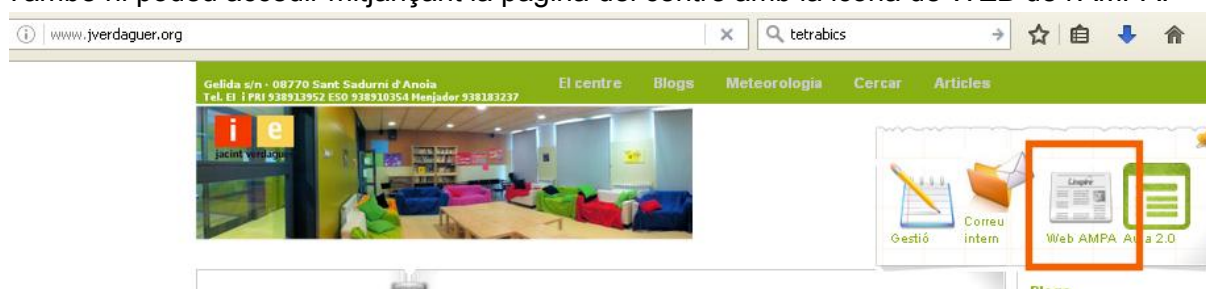 També hi podeu accedir mitjançant la pàgina del centre amb la icona de WEB de l'AMPA.
www.jverdaguer.org
tetrabics
Gelida s/n · 08770 Sant Sadurní d'Anoia
Tel. EI i PRI 938913952 ESO 938910354 Menjador 938183237
El centre Blogs Meteorologia Cercar Articles
i e
jacint verdaguer
Gestió
Correu
intern
Web AMPA
Aula 2.0
Blogs